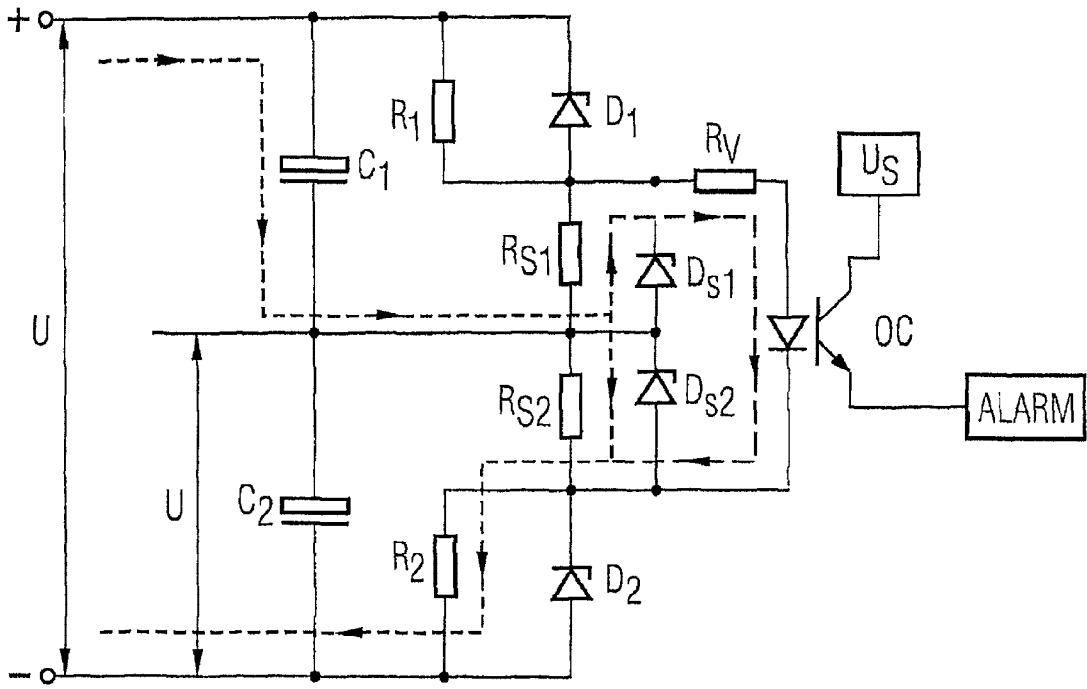 +
R1
D1
C1
RV
US
RS1
DS1
U
OC
RS2
DS2
ALARM
C2
U
R2
D2
−